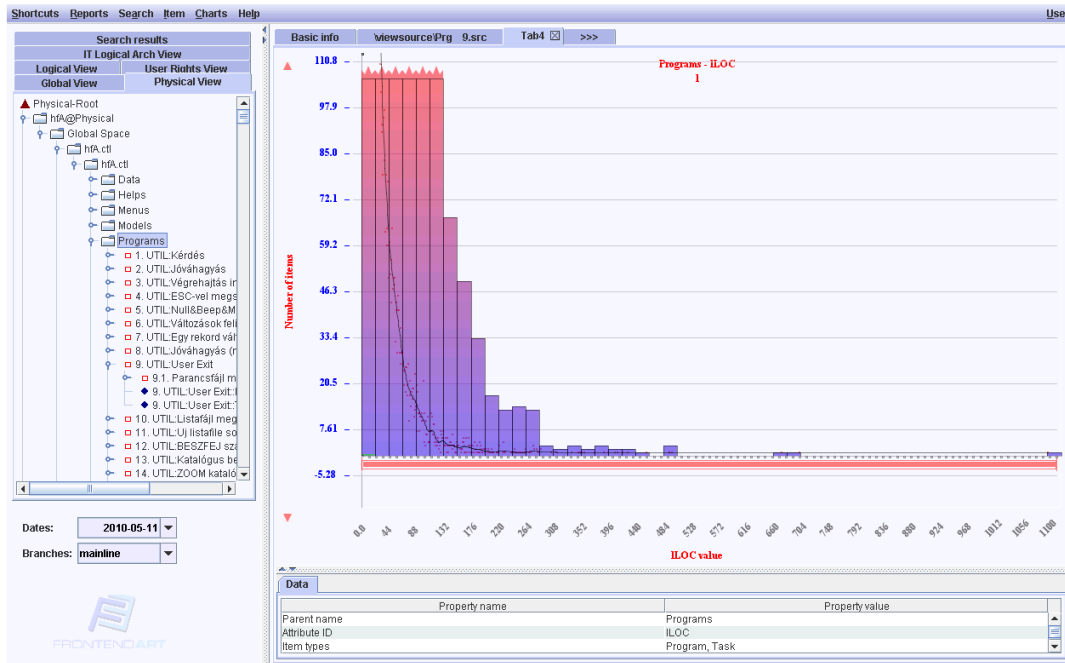 Shortcuts Reports Search Item Charts Help
Use
Search results
IT Logical Arch View
Logical View User Rights View
Global View Physical View
Physical-Root
hfA@Physical
Global Space
hfA.ctl
hfA.ctl
Data
Helps
Menus
Models
Programs
1. UTIL:Kérdés
2. UTIL:Jóváhagyás
3. UTIL:Végrehajtás ir
4. UTIL:ESC-vel megs
5. UTIL:Null&Beep&M
6. UTIL:Változások feli
7. UTIL:Egy rekord vál
8. UTIL:Jóváhagyás (r
9. UTIL:User Exit
9.1. Parancsfájl m
9. UTIL:User Exit:
9. UTIL:User Exit:
10. UTIL:Listafájl meg
11. UTIL:Uj listafile so
12. UTIL:BESZFEJ szá
13. UTIL:Katalógus be
14. UTIL:ZOOM kataló
Dates: 2010-05-11
Branches: mainline
FRONTENDART
Basic info \viewsource\Prg 9.src Tab4 >>>
Programs - iLOC
1
110.8
97.9
85.0
72.1
59.2
46.3
33.4
20.5
7.61
-5.28
Number of items
0.0 44 88 132 176 220 264 308 352 396 440 484 528 572 616 660 704 748 792 836 880 924 968 1012 1056 1100
ILOC value
Data
Property name Property value
Parent name Programs
Attribute ID ILOC
Item types Program, Task